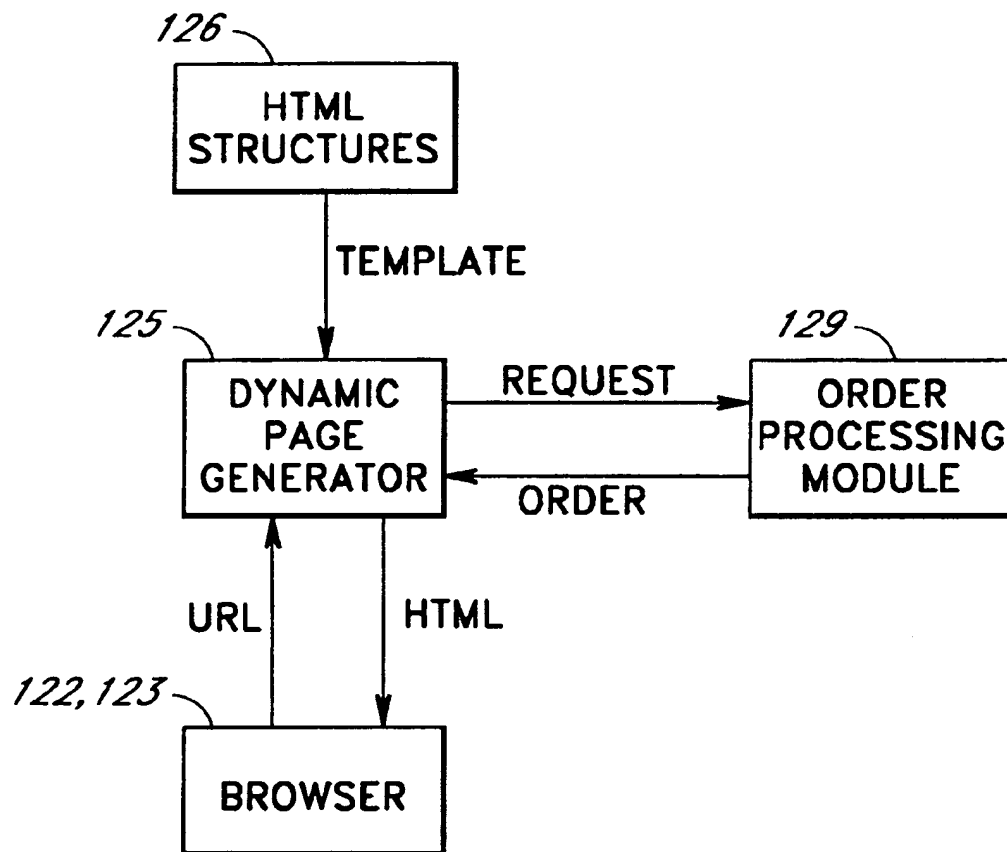 126
HTML
STRUCTURES
TEMPLATE
125
DYNAMIC
PAGE
GENERATOR
REQUEST
ORDER
129
ORDER
PROCESSING
MODULE
URL
HTML
122,123
BROWSER